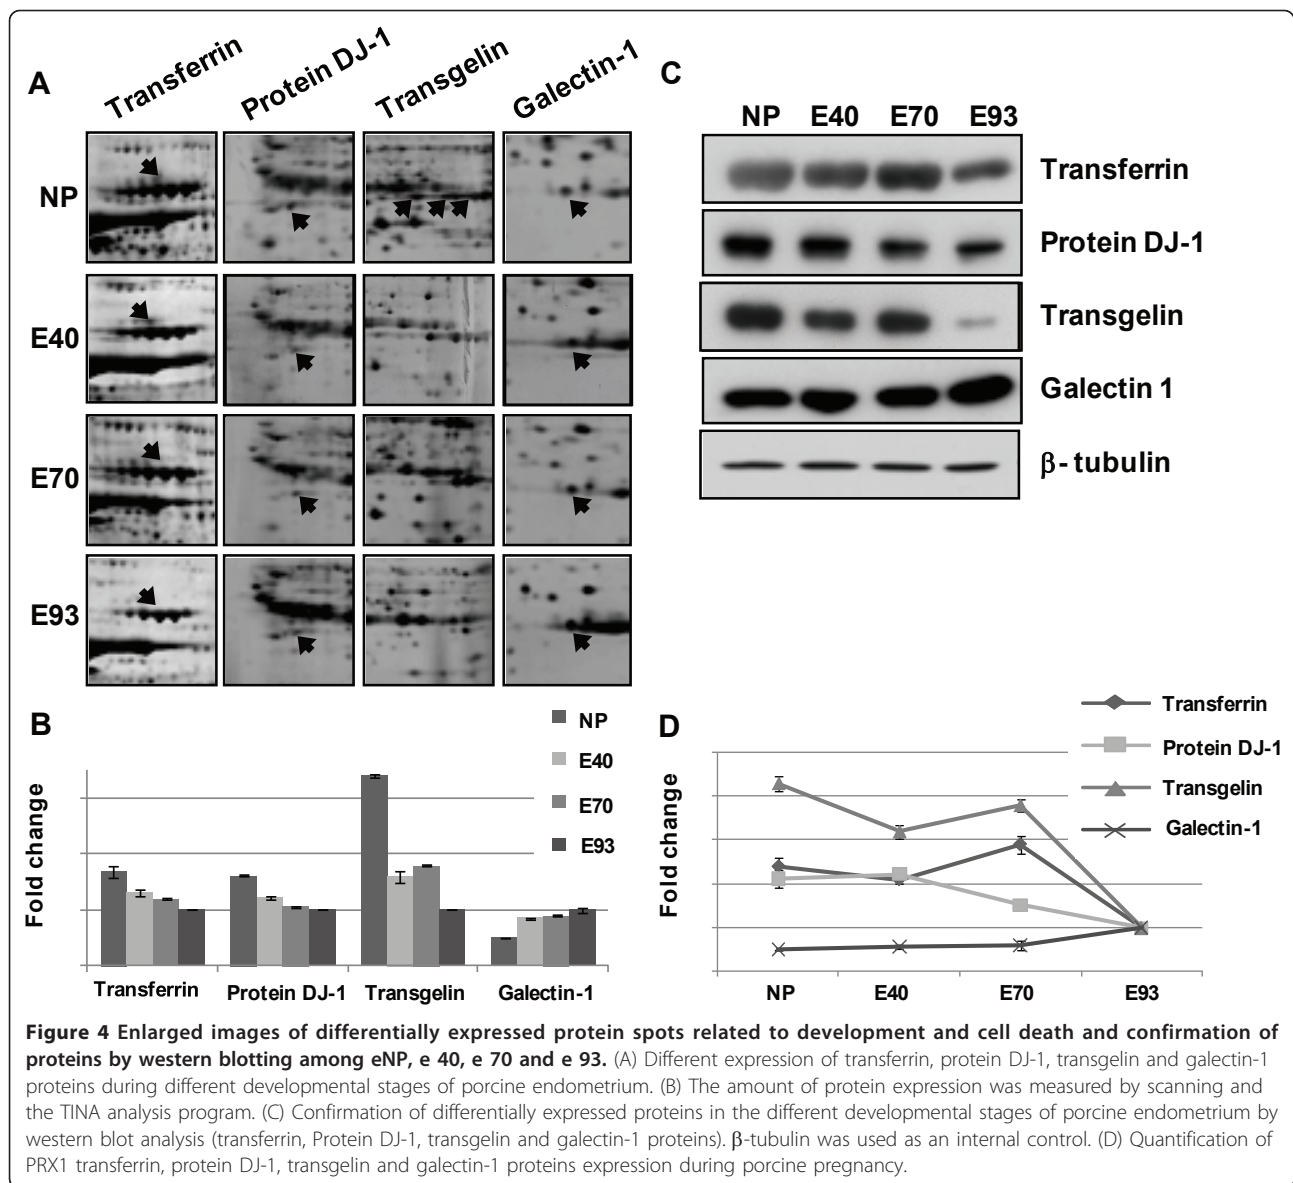 A
Transferrin
Protein DJ-1
Transgelin
Galectin-1
NP
E40
E70
E93
C
NP E40 E70 E93
Transferrin
Protein DJ-1
Transgelin
Galectin 1
β- tubulin
B
NP
E40
E70
E93
Fold change
Transferrin Protein DJ-1 Transgelin Galectin-1
D
Transferrin
Protein DJ-1
Transgelin
Galectin-1
Fold change
NP E40 E70 E93
Figure 4 Enlarged images of differentially expressed protein spots related to development and cell death and confirmation of
proteins by western blotting among eNP, e 40, e 70 and e 93. (A) Different expression of transferrin, protein DJ-1, transgelin and galectin-1
proteins during different developmental stages of porcine endometrium. (B) The amount of protein expression was measured by scanning and
the TINA analysis program. (C) Confirmation of differentially expressed proteins in the different developmental stages of porcine endometrium by
western blot analysis (transferrin, Protein DJ-1, transgelin and galectin-1 proteins). β-tubulin was used as an internal control. (D) Quantification of
PRX1 transferrin, protein DJ-1, transgelin and galectin-1 proteins expression during porcine pregnancy.